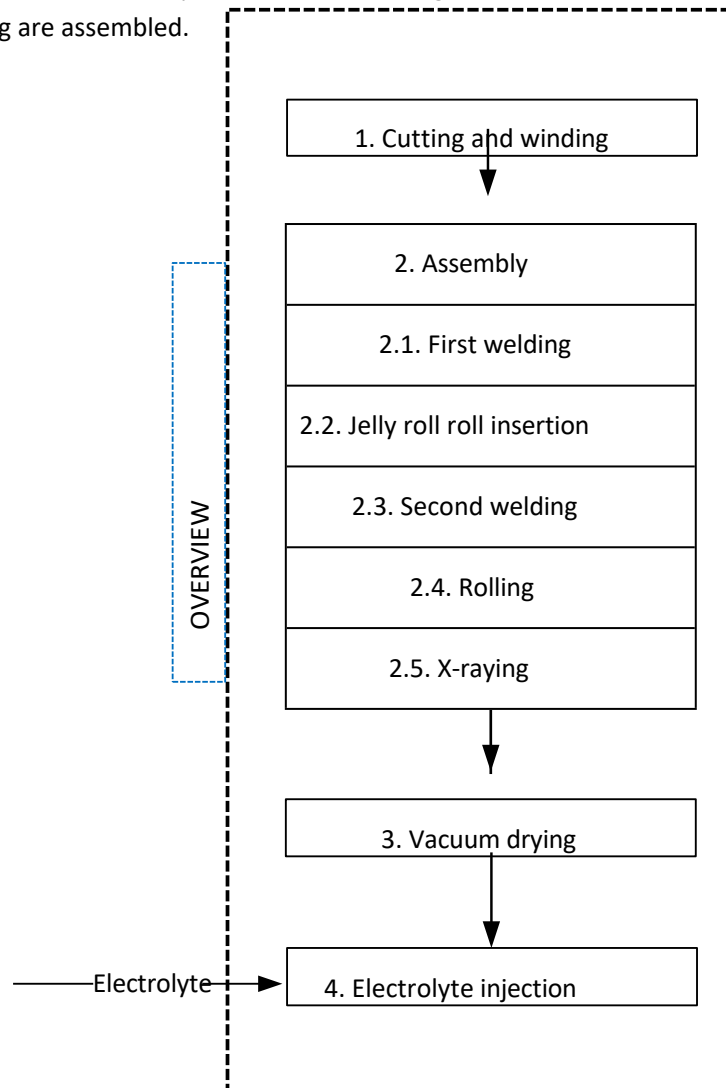 g are assembled.
1. Cutting and winding
2. Assembly
2.1. First welding
2.2. Jelly roll roll insertion
2.3. Second welding
2.4. Rolling
2.5. X-raying
OVERVIEW
3. Vacuum drying
Electrolyte
4. Electrolyte injection